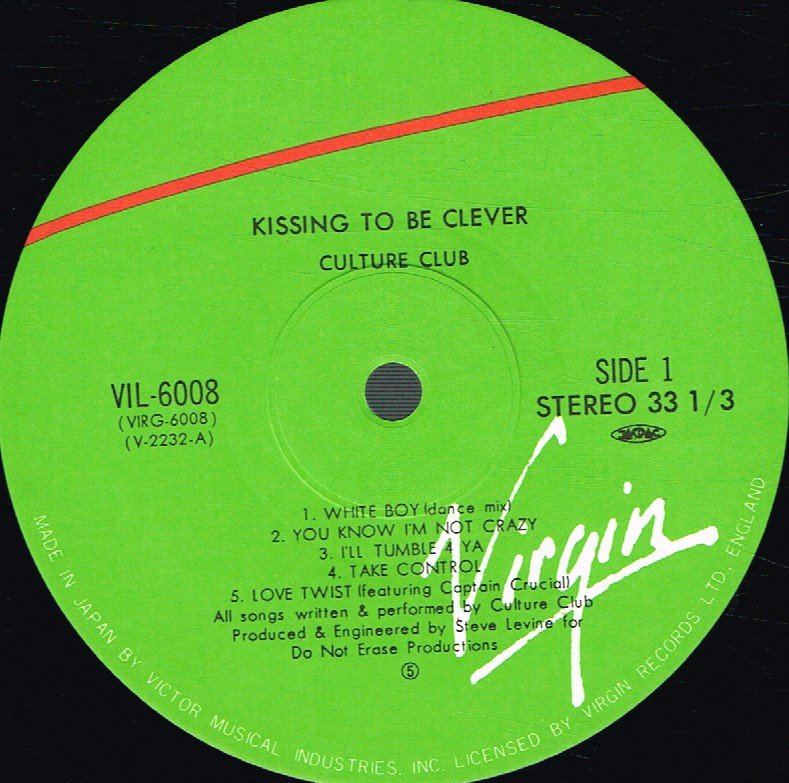 KISSING TO BE CLEVER
CULTURE CLUB
VIL-6008
(VIRG-6008)
(V-2232-A)
SIDE 1
STEREO 33 1/3
1. WHITE BOY (dance mix)
2. YOU KNOW I'M NOT CRAZY
3. I'LL TUMBLE 4 YA
4. TAKE CONTROL
5. LOVE TWIST (featuring Captain Crucial)
All songs written & performed by Culture Club
Produced & Engineered by Steve Levine for
Do Not Erase Productions
⑤
Virgin
MADE IN JAPAN BY VICTOR MUSICAL INDUSTRIES, INC. LICENSED BY VIRGIN RECORDS LTD, ENGLAND